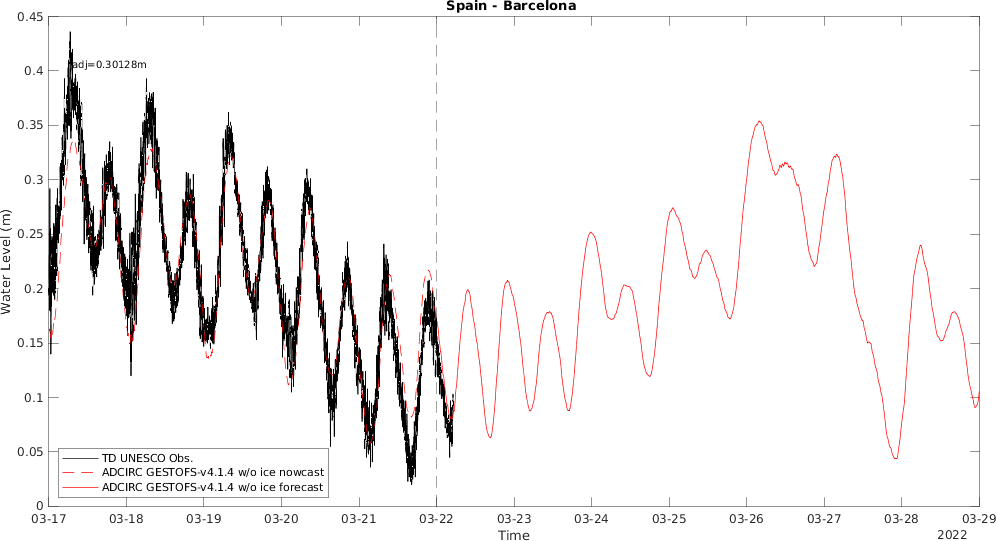 Spain - Barcelona
adj=0.30128m
Water Level (m)
0.45
0.4
0.35
0.3
0.25
0.2
0.15
0.1
0.05
0
TD UNESCO Obs.
ADCIRC GESTOFS-v4.1.4 w/o ice nowcast
ADCIRC GESTOFS-v4.1.4 w/o ice forecast
03-17 03-18 03-19 03-20 03-21 03-22 03-23 03-24 03-25 03-26 03-27 03-28 03-29
Time
2022